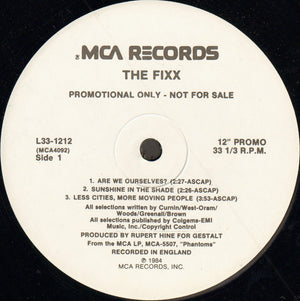 MCA RECORDS
THE FIXX
PROMOTIONAL ONLY - NOT FOR SALE
L33-1212
(MCA4092)
Side 1
12" PROMO
33 1/3 R.P.M.
1. ARE WE OURSELVES? (2:27-ASCAP)
2. SUNSHINE IN THE SHADE (2:26-ASCAP)
3. LESS CITIES, MORE MOVING PEOPLE (3:53-ASCAP)
All selections written by Curnin/West-Oram/
Woods/Greenall/Brown
All selections published by Colgems-EMI
Music, Inc./Copyright Control
PRODUCED BY RUPERT HINE FOR GESTALT
From the MCA LP, MCA-5507, "Phantoms"
RECORDED IN ENGLAND
℗ 1984
MCA RECORDS, INC.